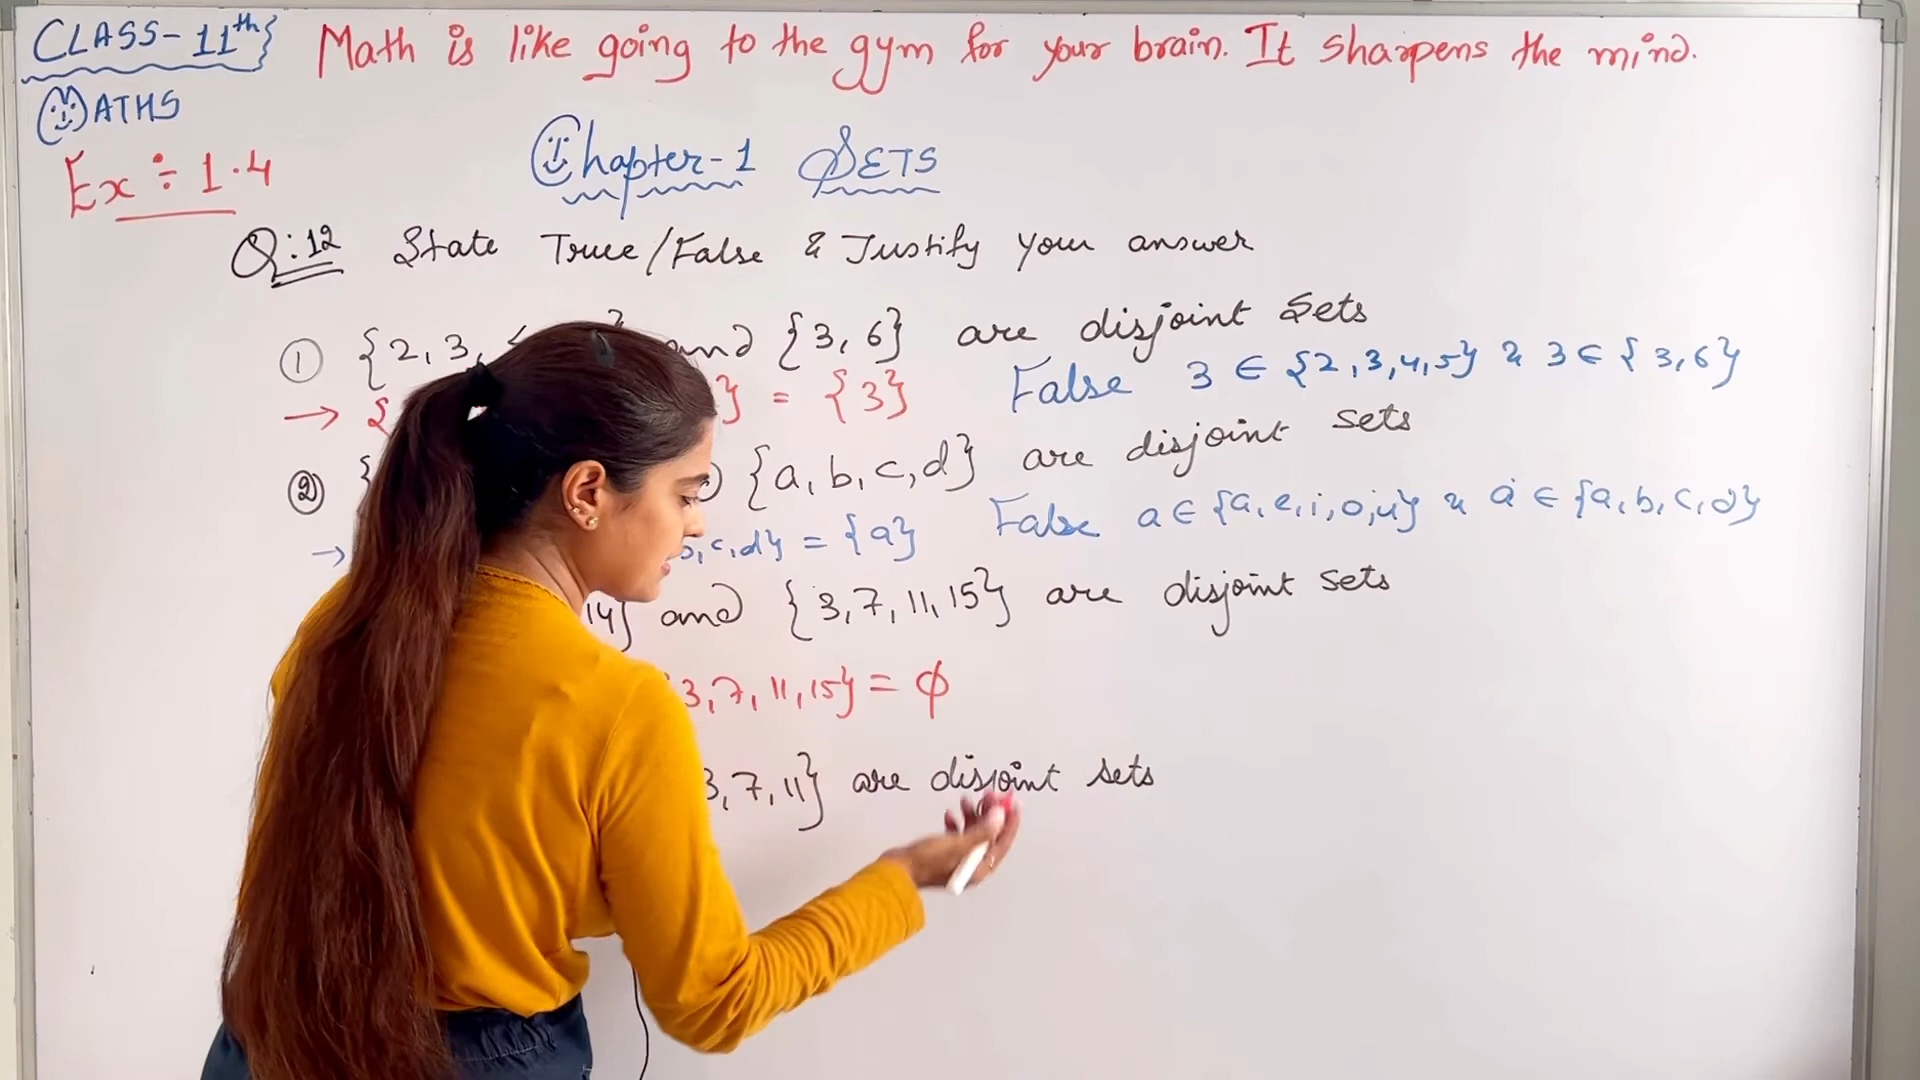 CLASS-11th} Math is like going to the gym for your brain. It sharpens the mind.
MATHS
Chapter-1 SETS
Ex ÷ 1.4
Q:12 State True/False & Justify your answer
① {2, 3, and {3, 6} are disjoint Sets
→ { } = {3} False 3 ∈ {2,3,4,5} & 3 ∈ {3,6}
② { {a, b, c, d} are disjoint sets
→ b, c, d} = {a} False a ∈ {a, e, i, o, u} & a ∈ {a, b, c, d}
14} and {3, 7, 11, 15} are disjoint sets
3, 7, 11, 15} = ϕ
3, 7, 11} are disjoint sets